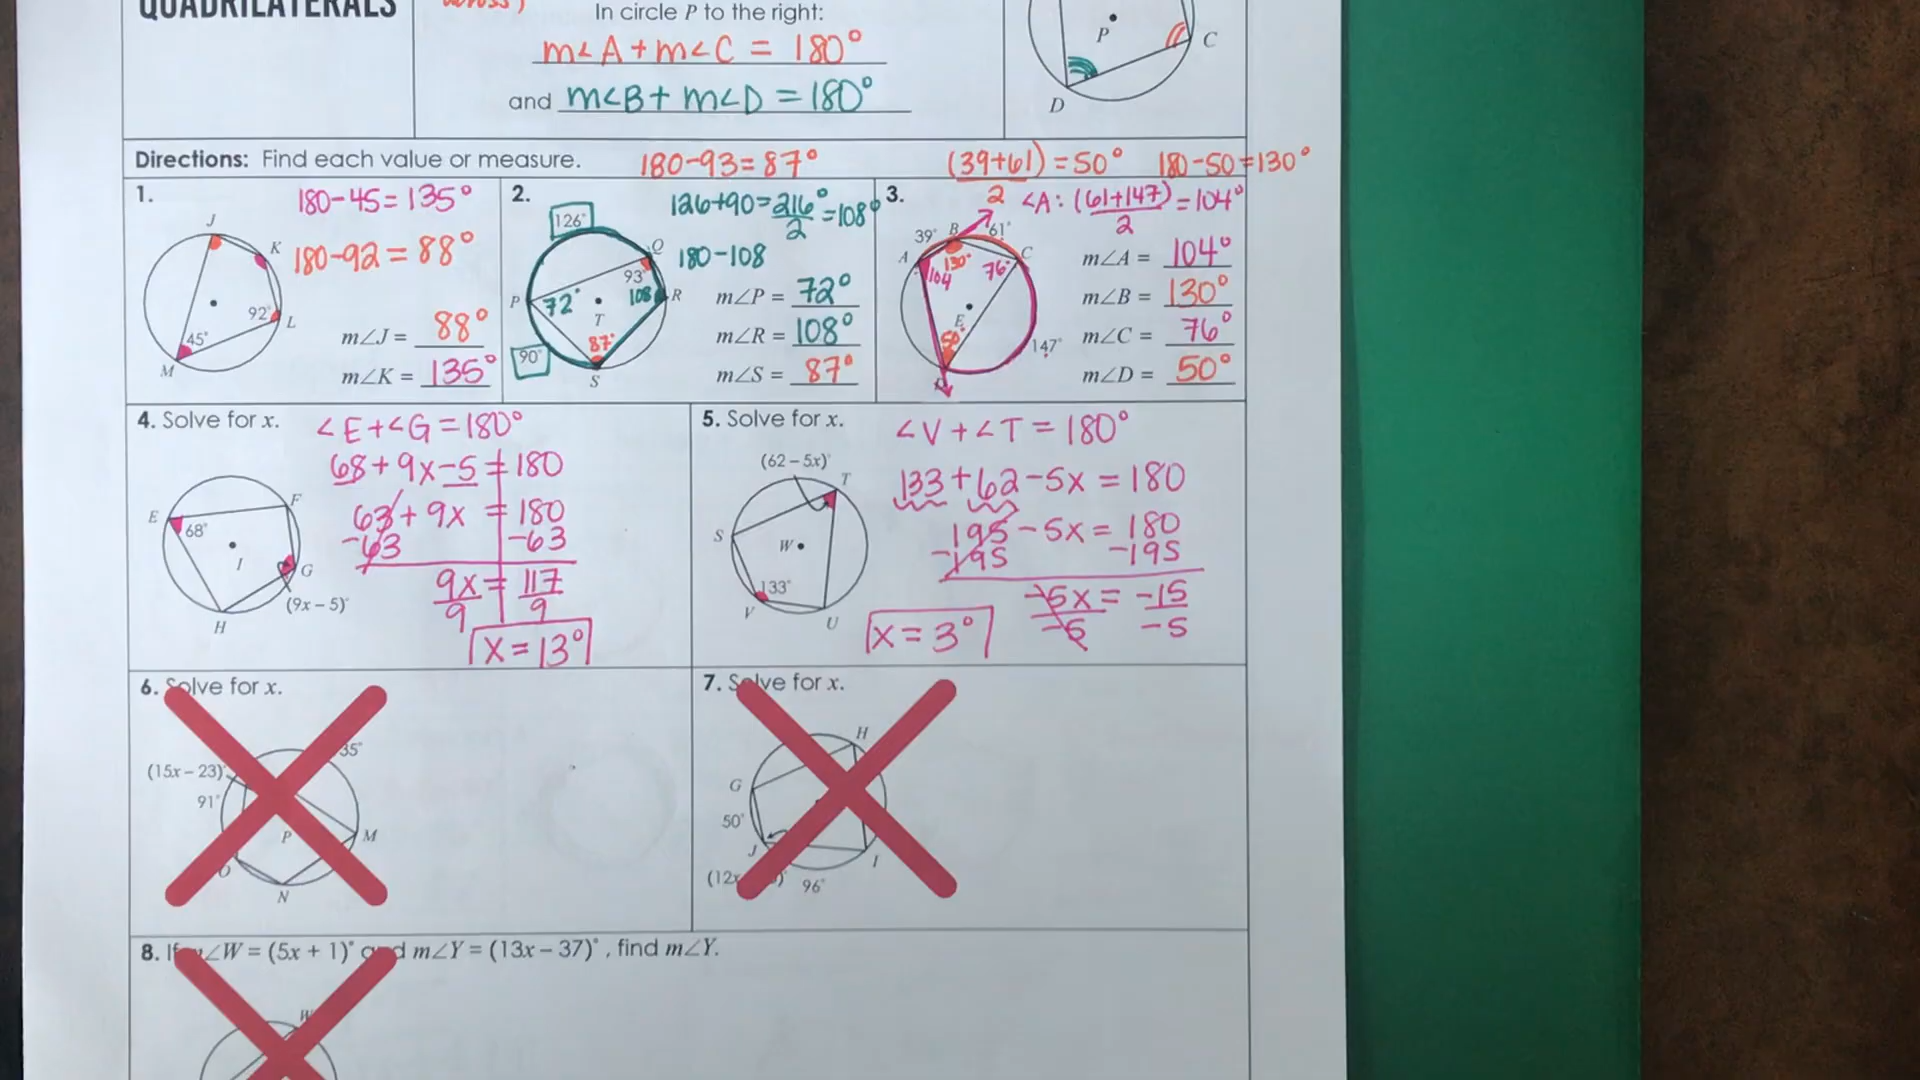 QUADRILATERALS
across)
In circle P to the right:
m∠A + m∠C = 180°
and m∠B + m∠D = 180°
P
C
D
Directions: Find each value or measure.
180-93=87°
(39+61)/2 = 50°
180-50=130°
1.
180-45=135°
180-92=88°
J
K
92°
L
45°
M
m∠J = 88°
m∠K = 135°
2.
126+90=216°/2=108°
180-108
126°
Q
93°
P
72°
T
108
R
87°
90°
S
m∠P = 72°
m∠R = 108°
m∠S = 87°
3.
∠A: (61+147)/2 = 104°
39°
B
61°
A
130°
C
104
76°
E
50°
147°
m∠A = 104°
m∠B = 130°
m∠C = 76°
m∠D = 50°
4. Solve for x.
∠E+∠G=180°
68+9x-5=180
63+9x=180
-63 -63
9x/9=117/9
x=13°
E
F
68°
I
G
(9x – 5)°
H
5. Solve for x.
∠V+∠T=180°
133+62-5x=180
195-5x=180
-195 -195
-5x/-5=-15/-5
x=3°
(62 – 5x)°
T
S
W
133°
V
U
6. Solve for x.
35°
(15x – 23)°
91°
P
M
O
N
7. Solve for x.
H
G
50°
J
I
(12x
)°
96°
8. If m∠W = (5x + 1)° and m∠Y = (13x – 37)°, find m∠Y.
W